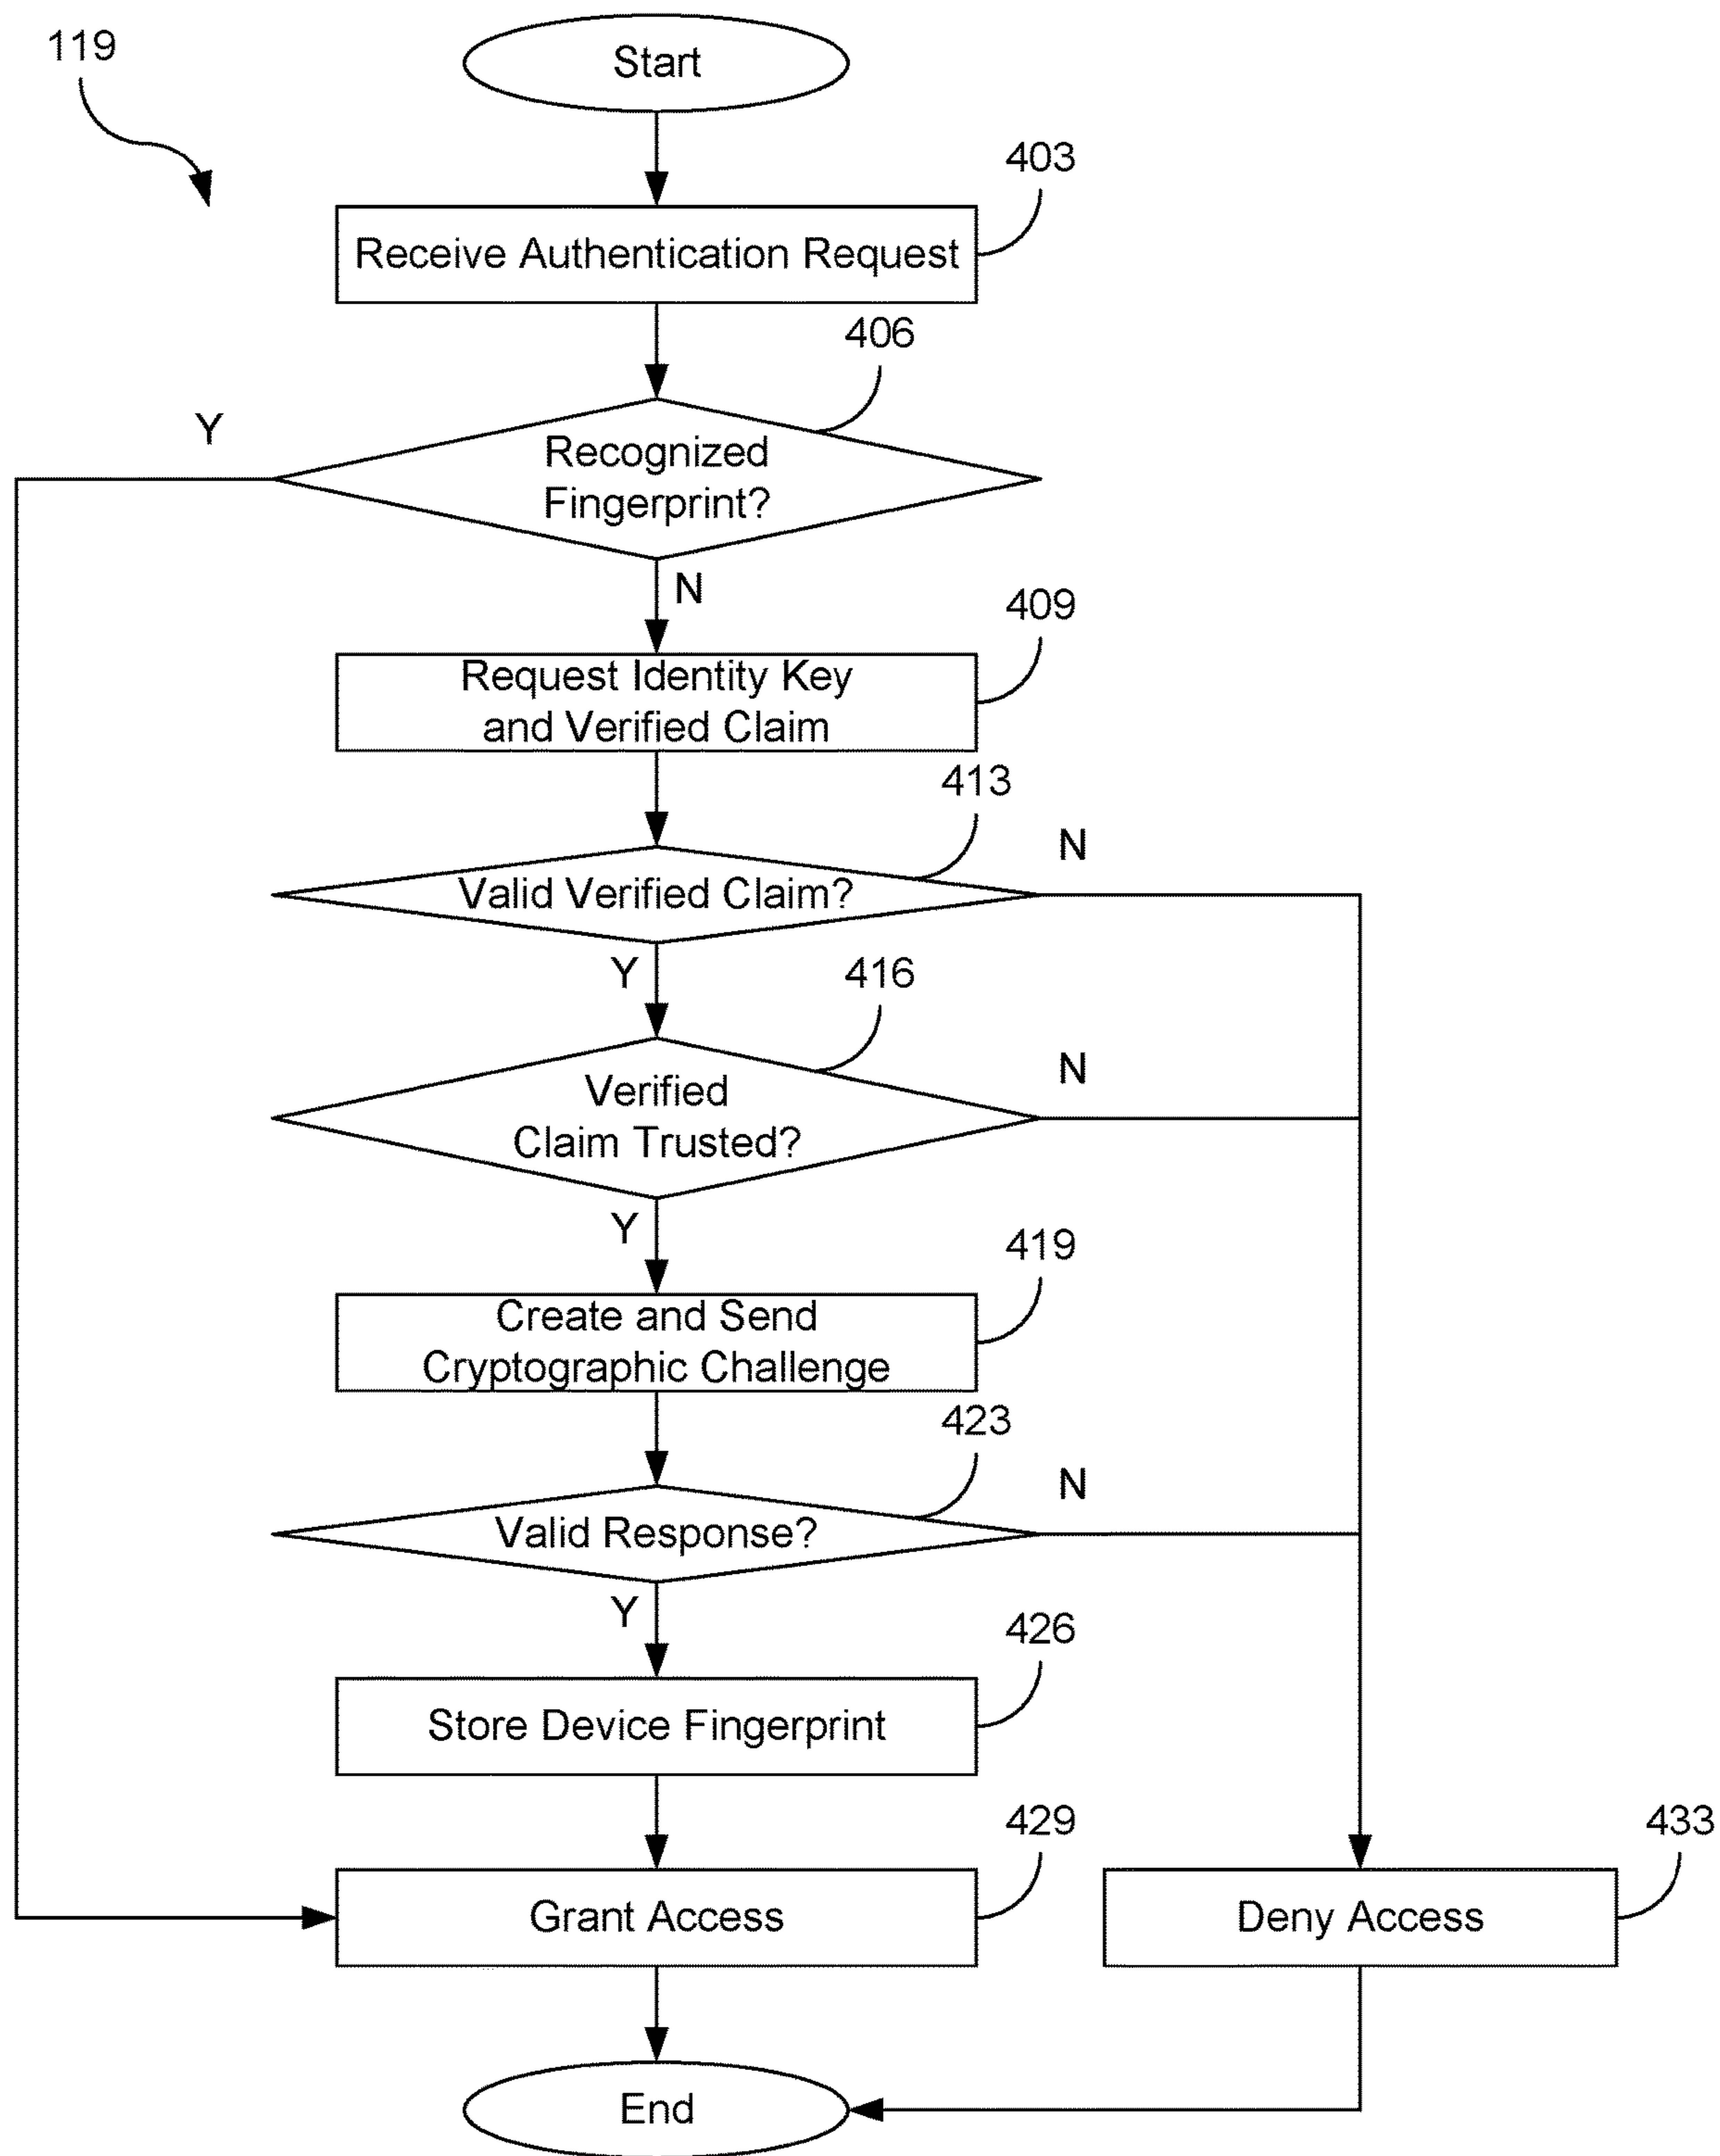 119
Start
403
Receive Authentication Request
406
Y
Recognized
Fingerprint?
N
409
Request Identity Key
and Verified Claim
413
N
Valid Verified Claim?
Y
416
N
Verified
Claim Trusted?
Y
419
Create and Send
Cryptographic Challenge
423
N
Valid Response?
Y
426
Store Device Fingerprint
429
433
Grant Access
Deny Access
End